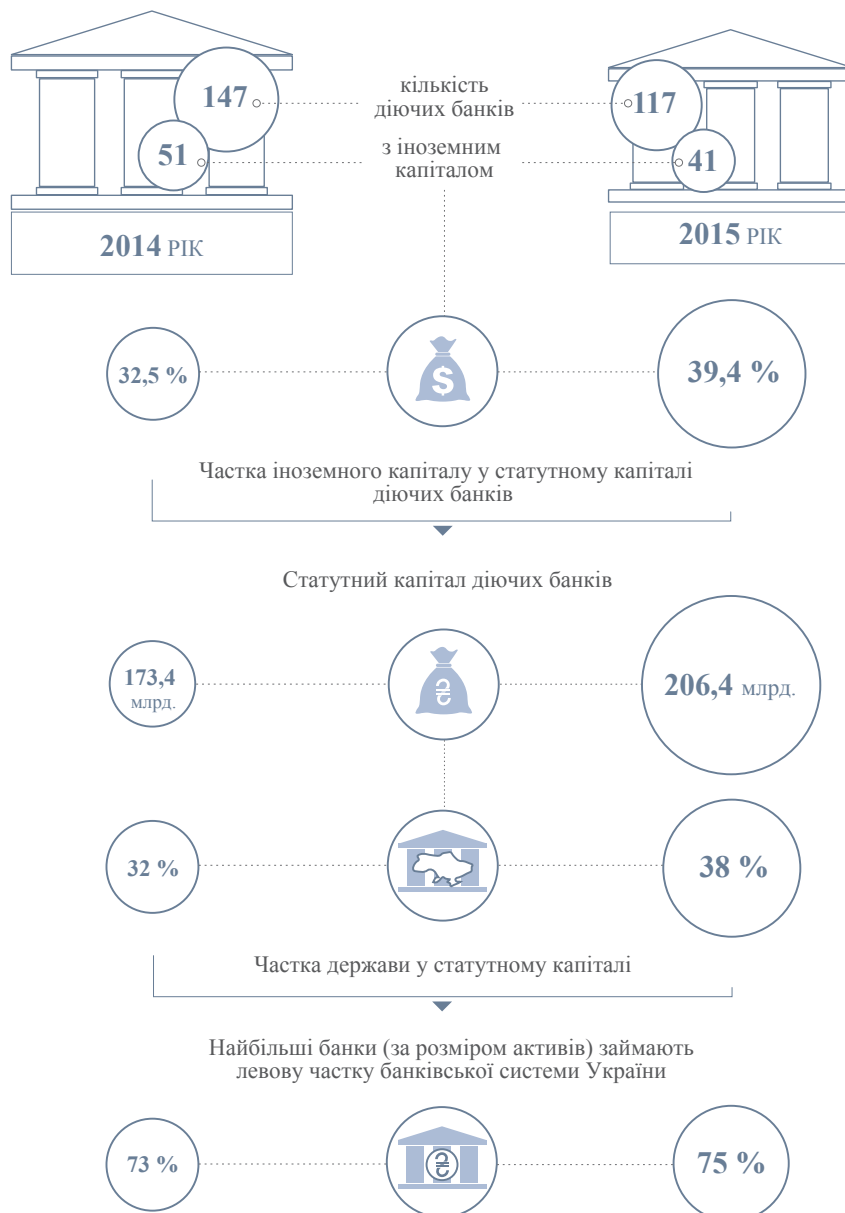 147
кількість
діючих банків
117
51
з іноземним
капіталом
41
2014 РІК
2015 РІК
32,5 %
$
39,4 %
Частка іноземного капіталу у статутному капіталі
діючих банків
Статутний капітал діючих банків
173,4
млрд.
₴
206,4 млрд.
32 %
38 %
Частка держави у статутному капіталі
Найбільші банки (за розміром активів) займають
левову частку банківської системи України
73 %
₴
75 %